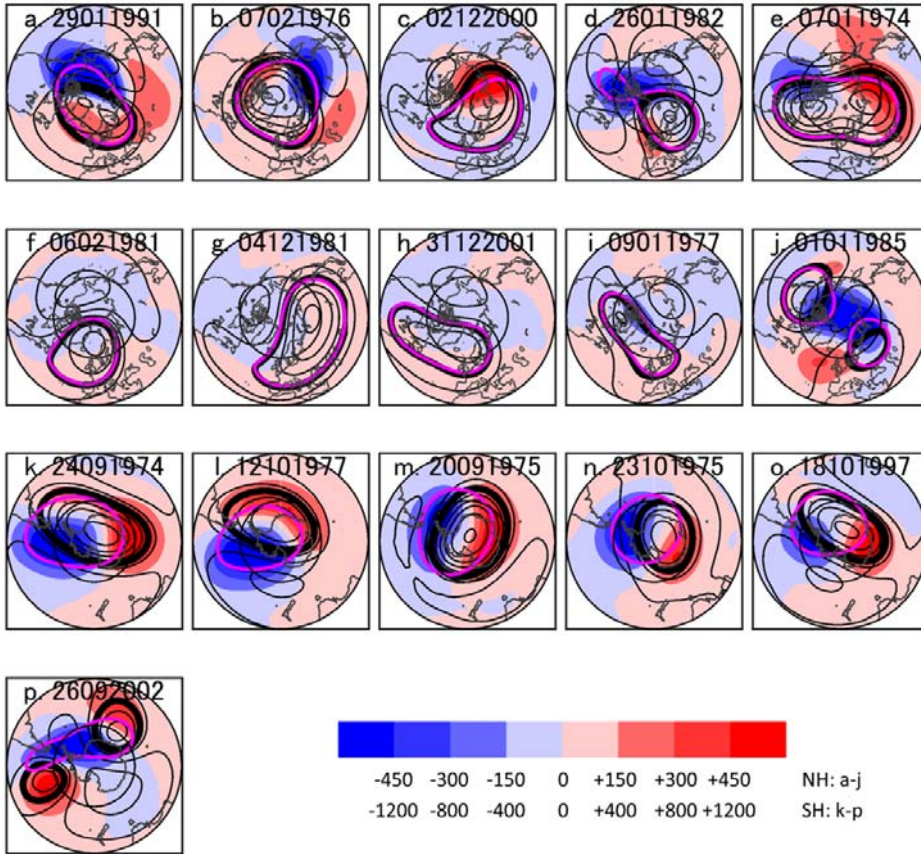 a. 29011991
b. 07021976
c. 02122000
d. 26011982
e. 07011974
f. 06021981
g. 04121981
h. 31122001
i. 09011977
j. 01011985
k. 24091974
l. 12101977
m. 20091975
n. 23101975
o. 18101997
p. 26092002
-450 -300 -150 0 +150 +300 +450 NH: a-j
-1200 -800 -400 0 +400 +800 +1200 SH: k-p